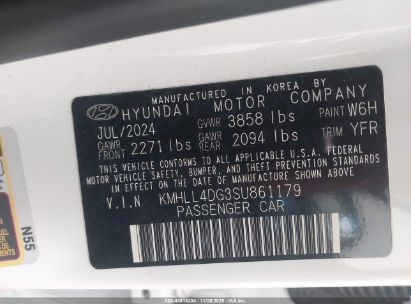 MANUFACTURED IN KOREA BY
HYUNDAI MOTOR COMPANY
JUL/2024 GVWR 3858 lbs PAINT W6H
GAWR FRONT 2271 lbs GAWR REAR 2094 lbs TRIM YFR
THIS VEHICLE CONFORMS TO ALL APPLICABLE U.S.A. FEDERAL
MOTOR VEHICLE SAFETY, BUMPER, AND THEFT PREVENTION STANDARDS
IN EFFECT ON THE DATE OF MANUFACTURE SHOWN ABOVE.
V.I.N KMHLL4DG3SU861179
PASSENGER CAR
N55